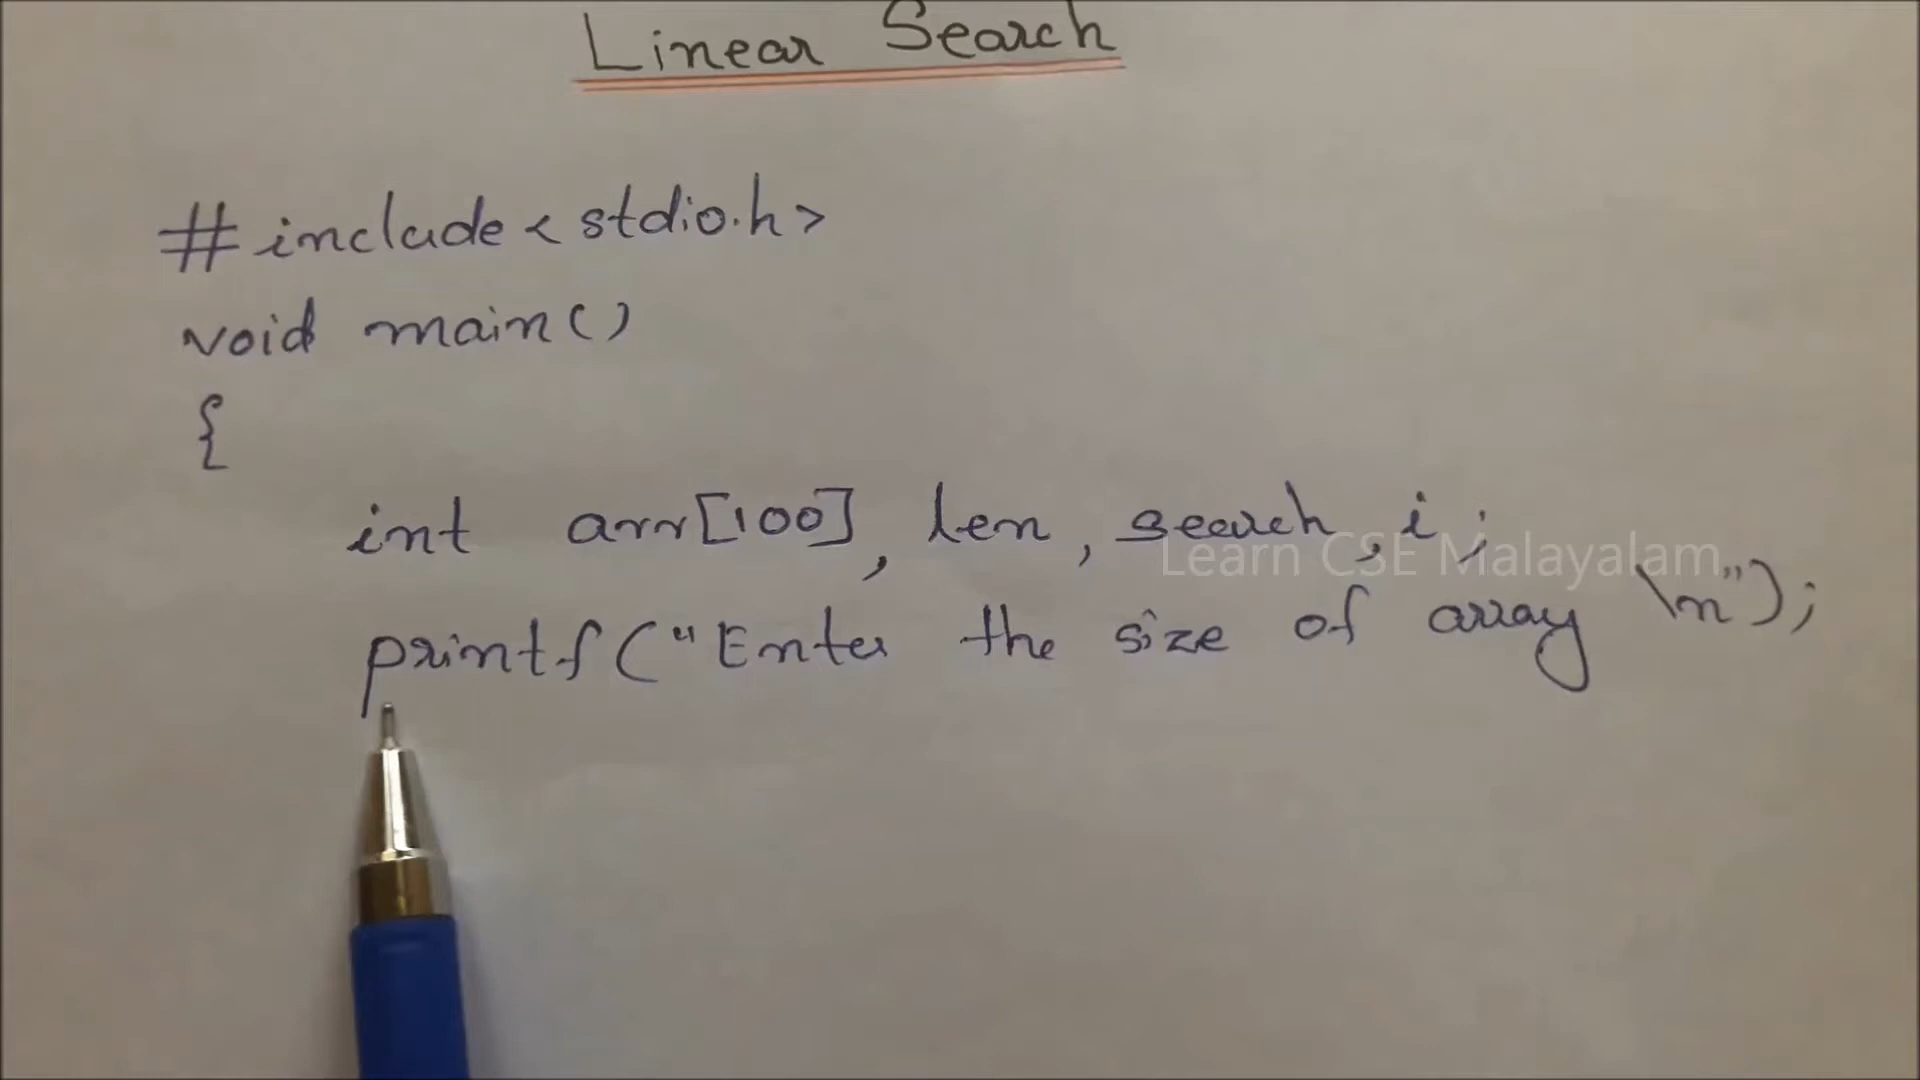 Linear Search
#include<stdio.h>
void main()
{
int arr[100], len, search, i;
Learn CSE Malayalam
printf("Enter the size of array \n");